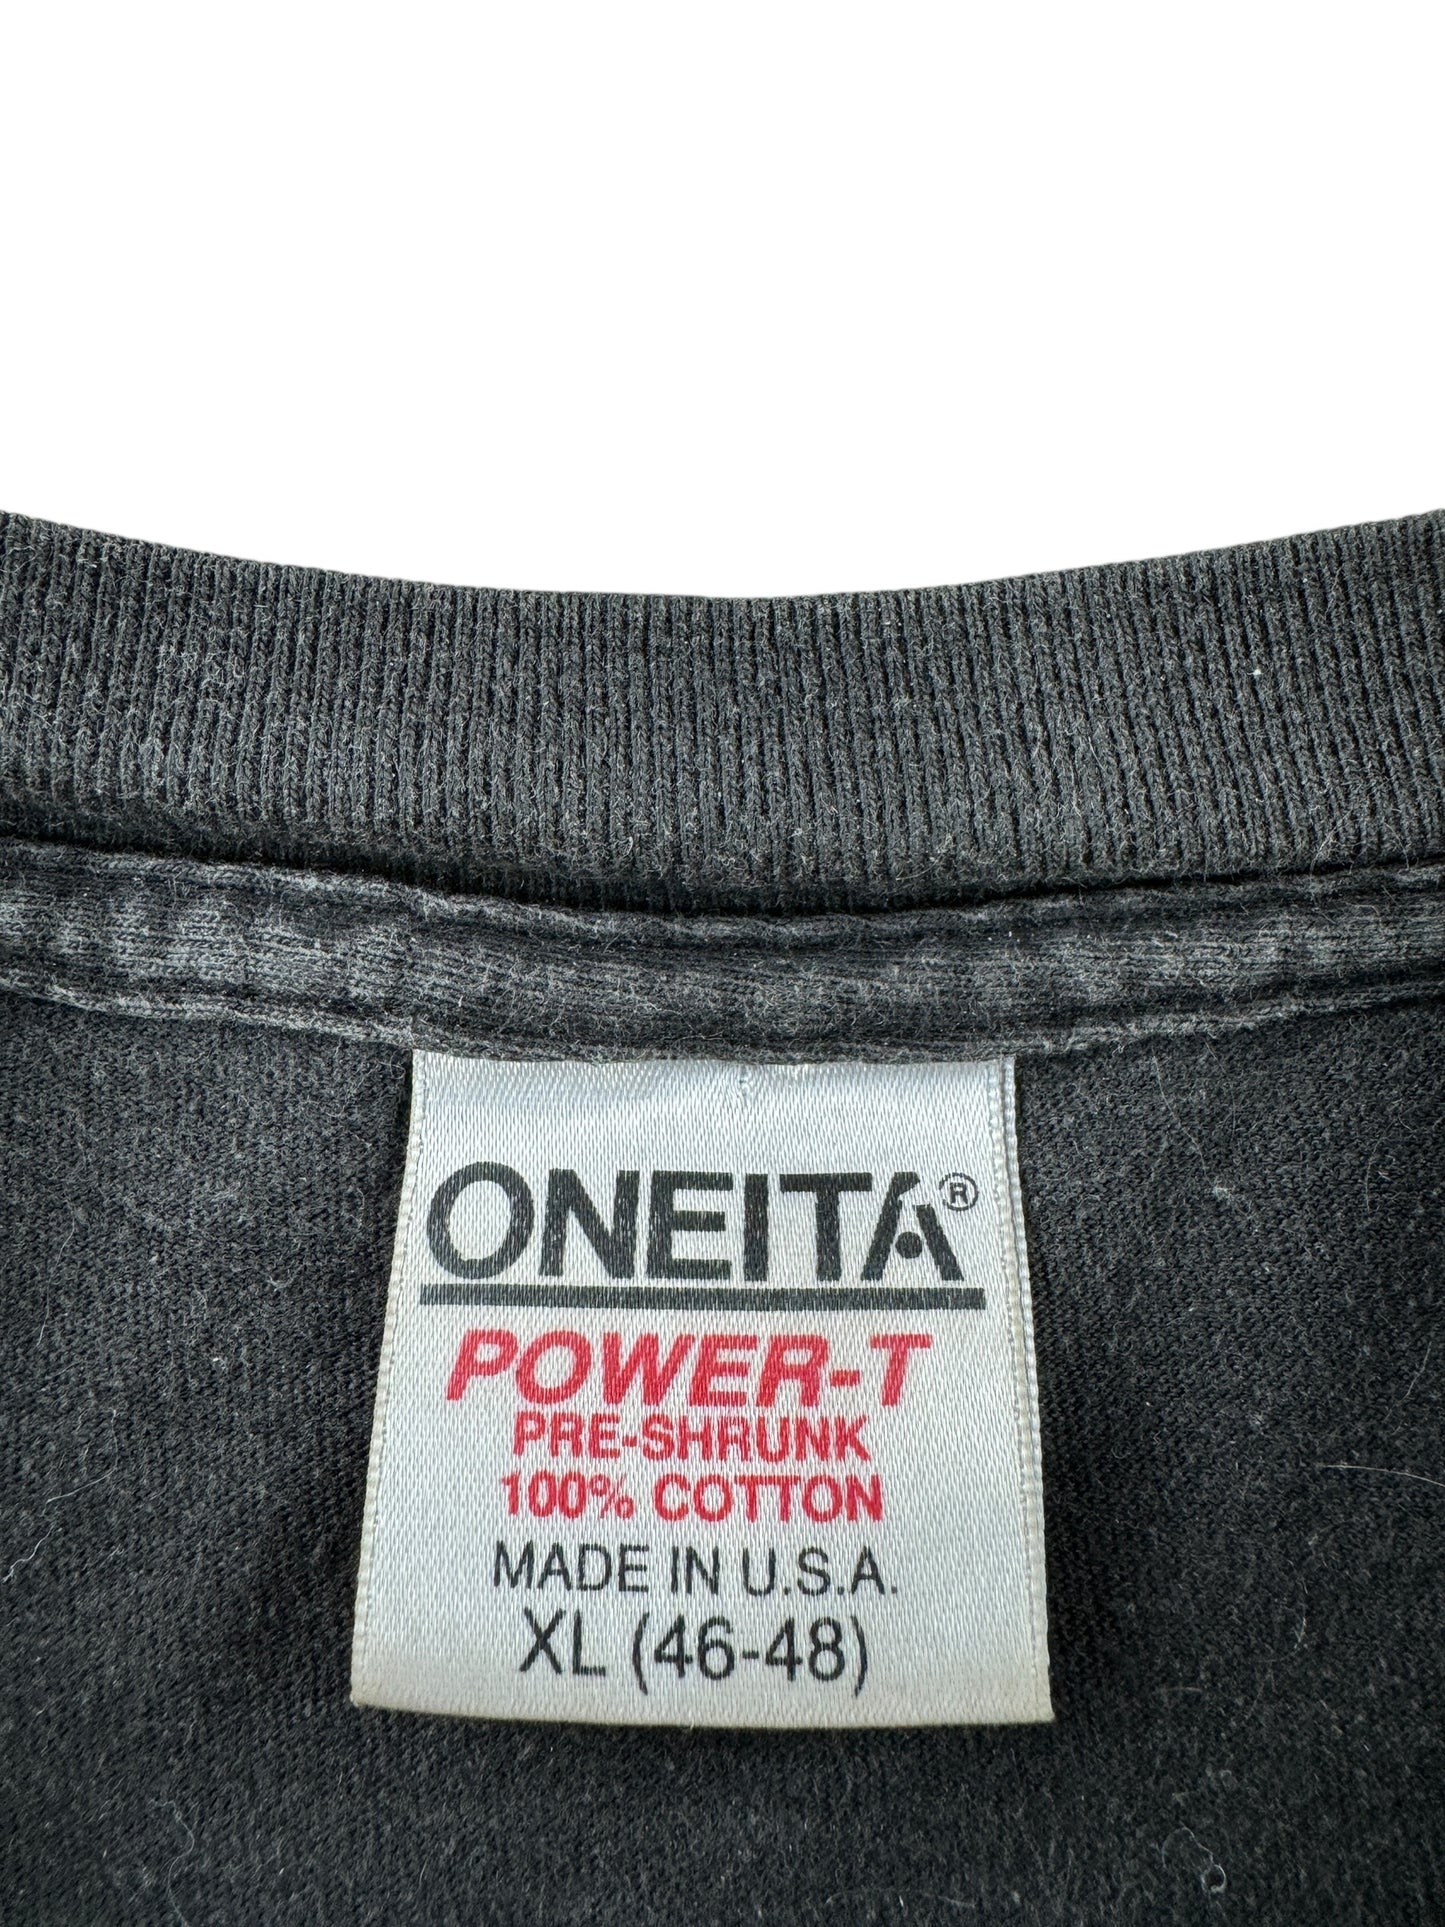 ONEITA®
POWER-T
PRE-SHRUNK
100% COTTON
MADE IN U.S.A.
XL (46-48)